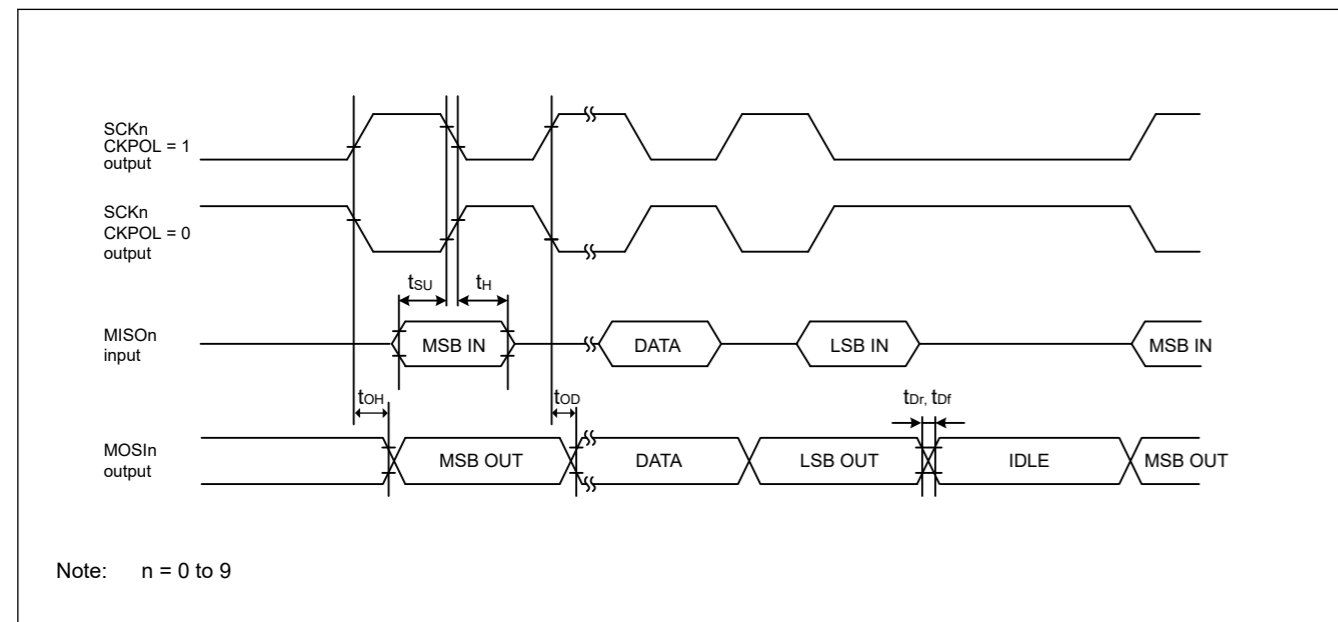 SCKn
CKPOL = 1
output
SCKn
CKPOL = 0
output
tSU
tH
MISOn
input
MSB IN
DATA
LSB IN
MSB IN
tOH
tOD
tDr, tDf
MOSIn
output
MSB OUT
DATA
LSB OUT
IDLE
MSB OUT
Note: n = 0 to 9